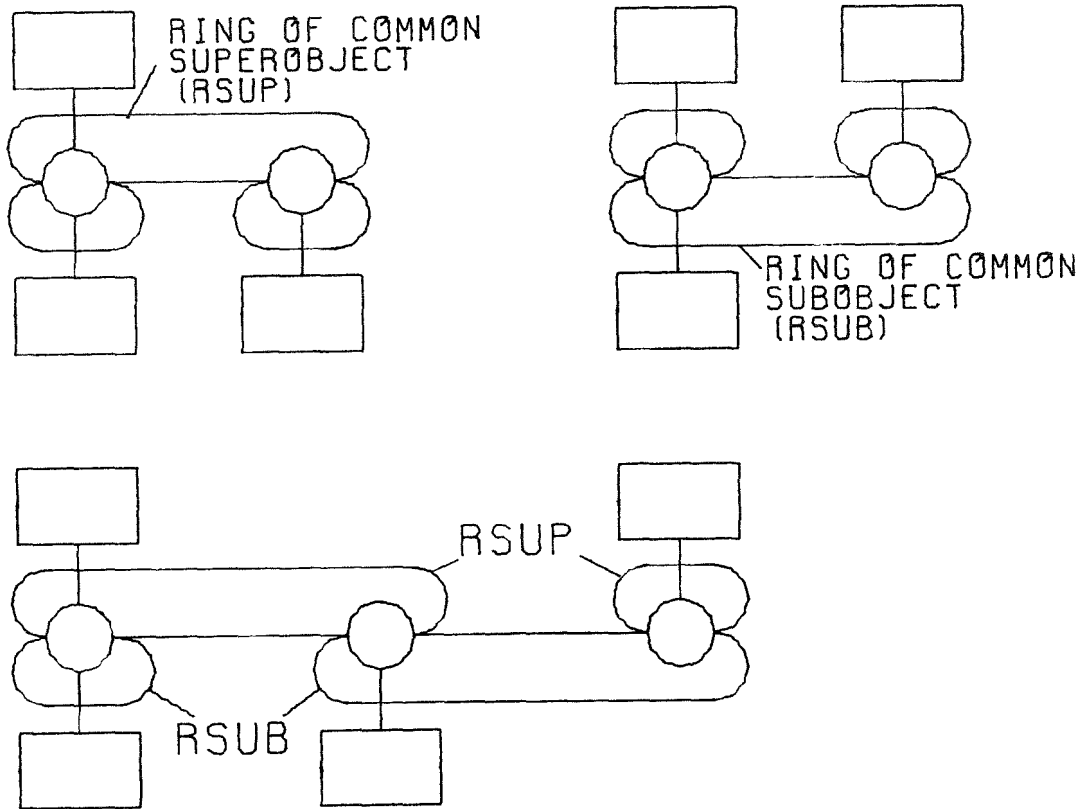 RING OF COMMON
SUPEROBJECT
(RSUP)
RING OF COMMON
SUBOBJECT
(RSUB)
RSUP
RSUB